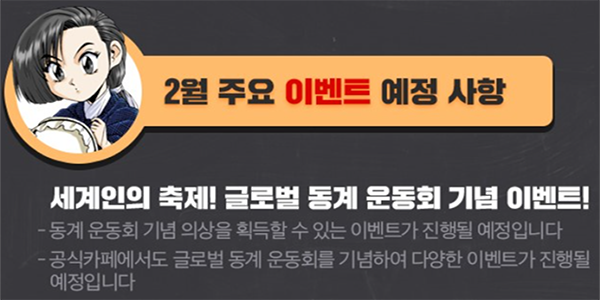 2월 주요 이벤트 예정 사항
세계인의 축제! 글로벌 동계 운동회 기념 이벤트!
- 동계 운동회 기념 의상을 획득할 수 있는 이벤트가 진행될 예정입니다
- 공식카페에서도 글로벌 동계 운동회를 기념하여 다양한 이벤트가 진행될
예정입니다